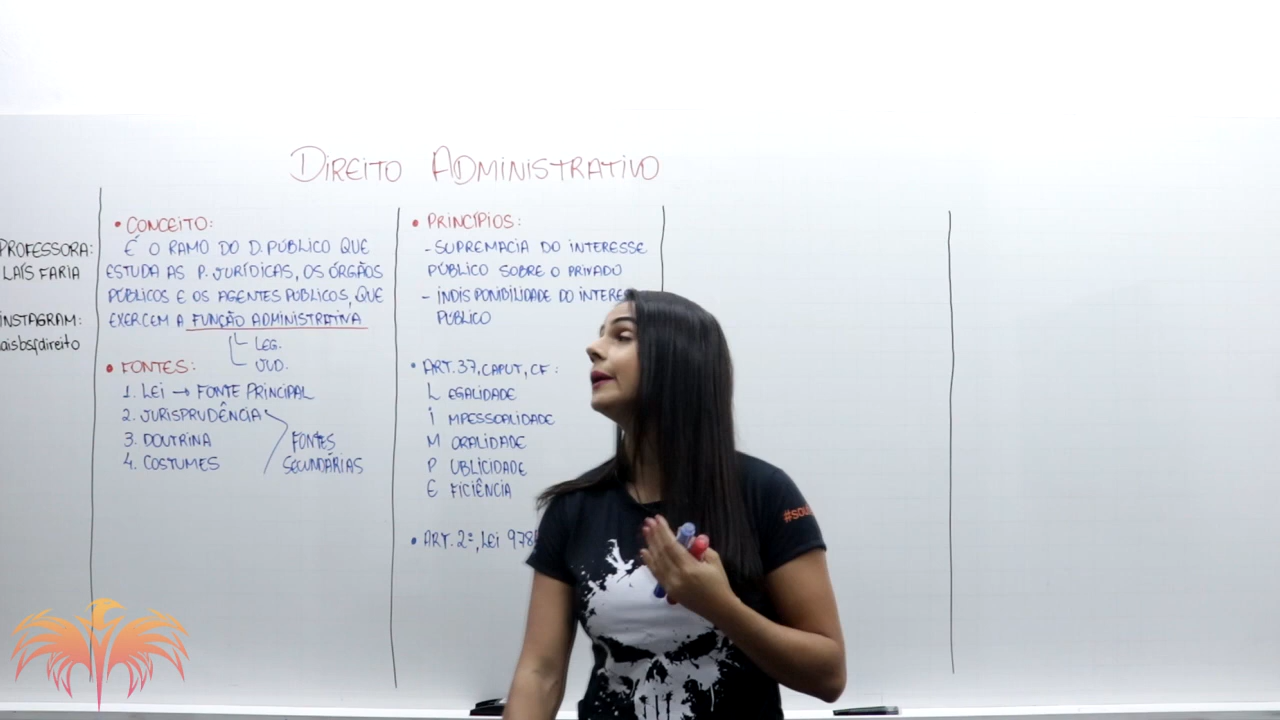 DIREITO ADMINISTRATIVO
PROFESSORA:
LAÍS FARIA
INSTAGRAM:
aisbsfdireito
• CONCEITO:
É O RAMO DO D. PÚBLICO QUE
ESTUDA AS P. JURÍDICAS, OS ÓRGÃOS
PÚBLICOS E OS AGENTES PÚBLICOS, QUE
EXERCEM A FUNÇÃO ADMINISTRATIVA
LEG.
JUD.
• FONTES:
1. LEI → FONTE PRINCIPAL
2. JURISPRUDÊNCIA
3. DOUTRINA
4. COSTUMES
FONTES
SECUNDÁRIAS
• PRINCÍPIOS:
- SUPREMACIA DO INTERESSE
PÚBLICO SOBRE O PRIVADO
- INDISPONIBILIDADE DO INTERE
PÚBLICO
• ART. 37, CAPUT, CF:
L EGALIDADE
I MPESSOALIDADE
M ORALIDADE
P UBLICIDADE
E FICIÊNCIA
• ART. 2º, LEI 978
#sou